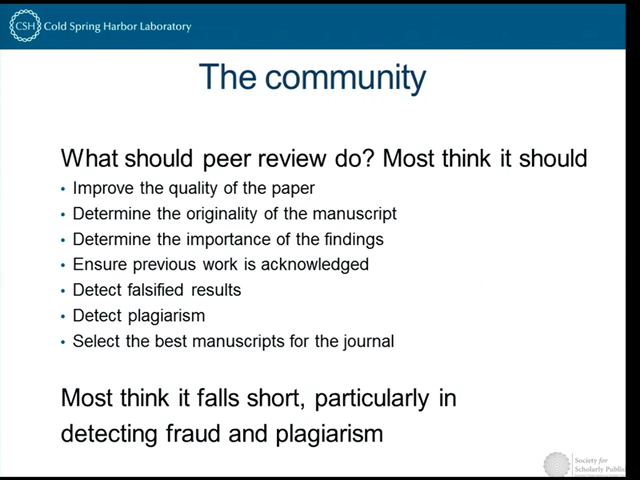 CSH Cold Spring Harbor Laboratory
The community
What should peer review do? Most think it should
• Improve the quality of the paper
• Determine the originality of the manuscript
• Determine the importance of the findings
• Ensure previous work is acknowledged
• Detect falsified results
• Detect plagiarism
• Select the best manuscripts for the journal
Most think it falls short, particularly in
detecting fraud and plagiarism
Society for
Scholarly Publis